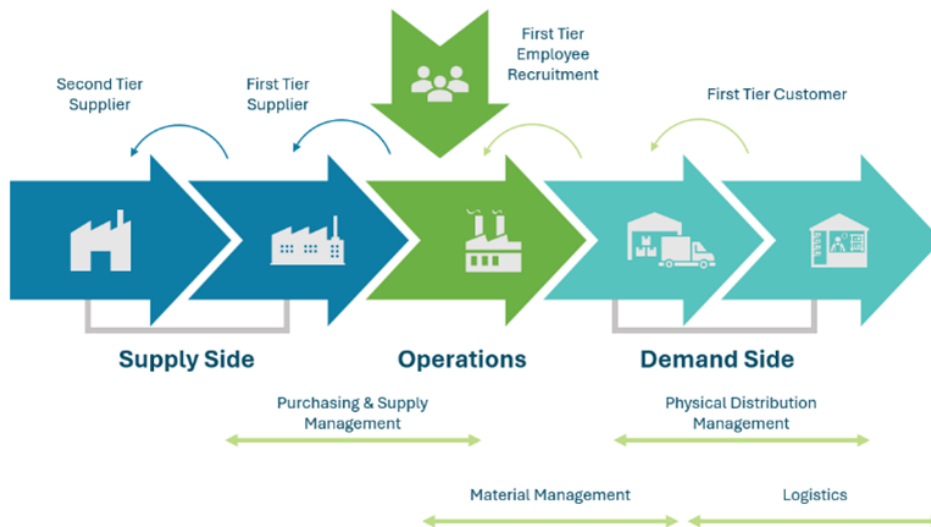 First Tier
Employee
Recruitment
Second Tier
Supplier
First Tier
Supplier
First Tier Customer
Supply Side
Operations
Demand Side
Purchasing & Supply
Management
Physical Distribution
Management
Material Management
Logistics